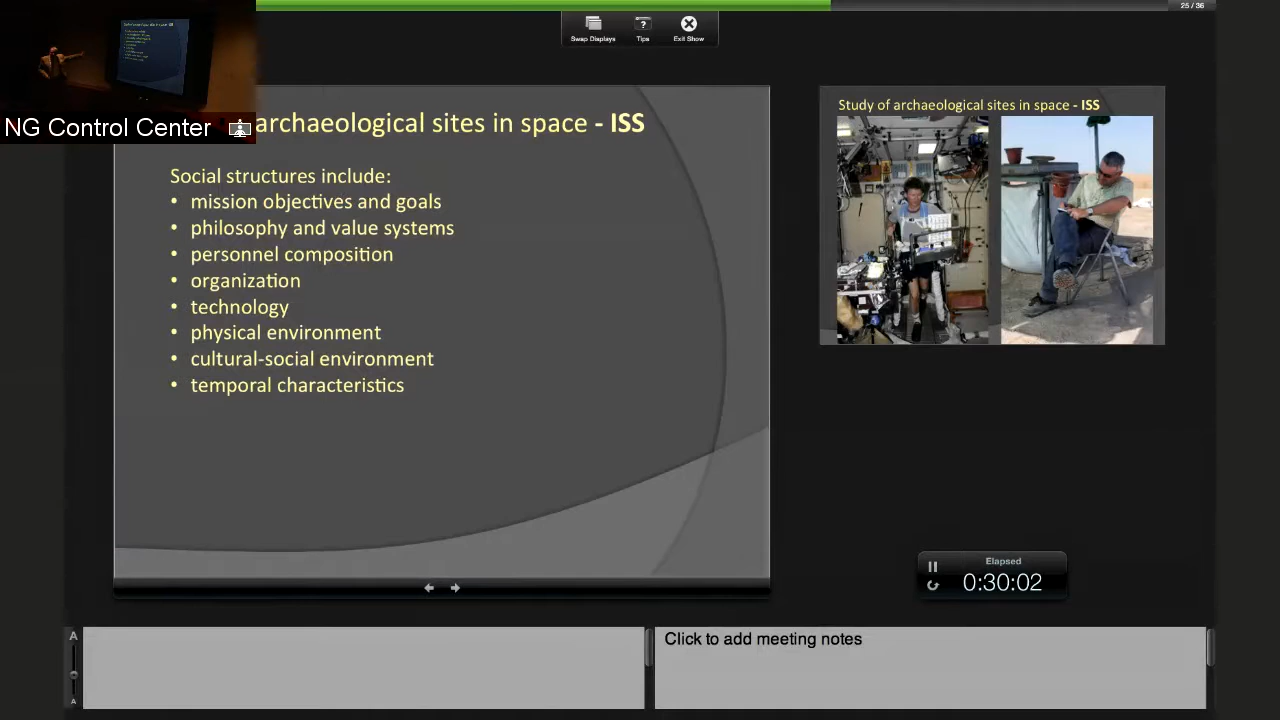 25 / 36
Swap Displays
Tips
Exit Show
NG Control Center
archaeological sites in space - ISS
Social structures include:
• mission objectives and goals
• philosophy and value systems
• personnel composition
• organization
• technology
• physical environment
• cultural-social environment
• temporal characteristics
Study of archaeological sites in space - ISS
Elapsed
0:30:02
A
A
Click to add meeting notes